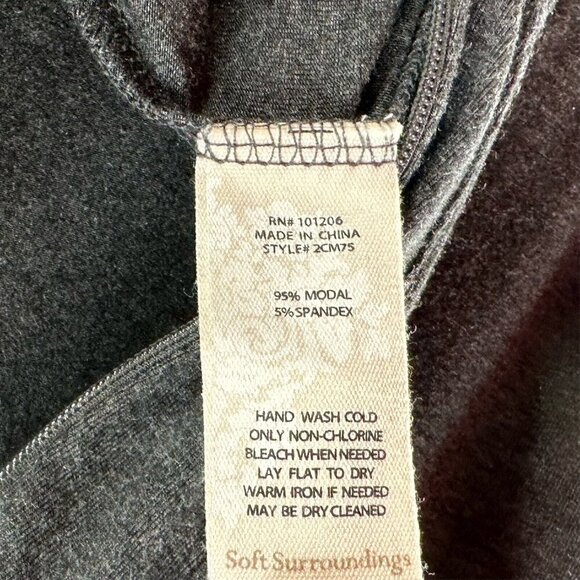 RN# 101206
MADE IN CHINA
STYLE# 2CM75
95% MODAL
5% SPANDEX
HAND WASH COLD
ONLY NON-CHLORINE
BLEACH WHEN NEEDED
LAY FLAT TO DRY
WARM IRON IF NEEDED
MAY BE DRY CLEANED
Soft Surroundings